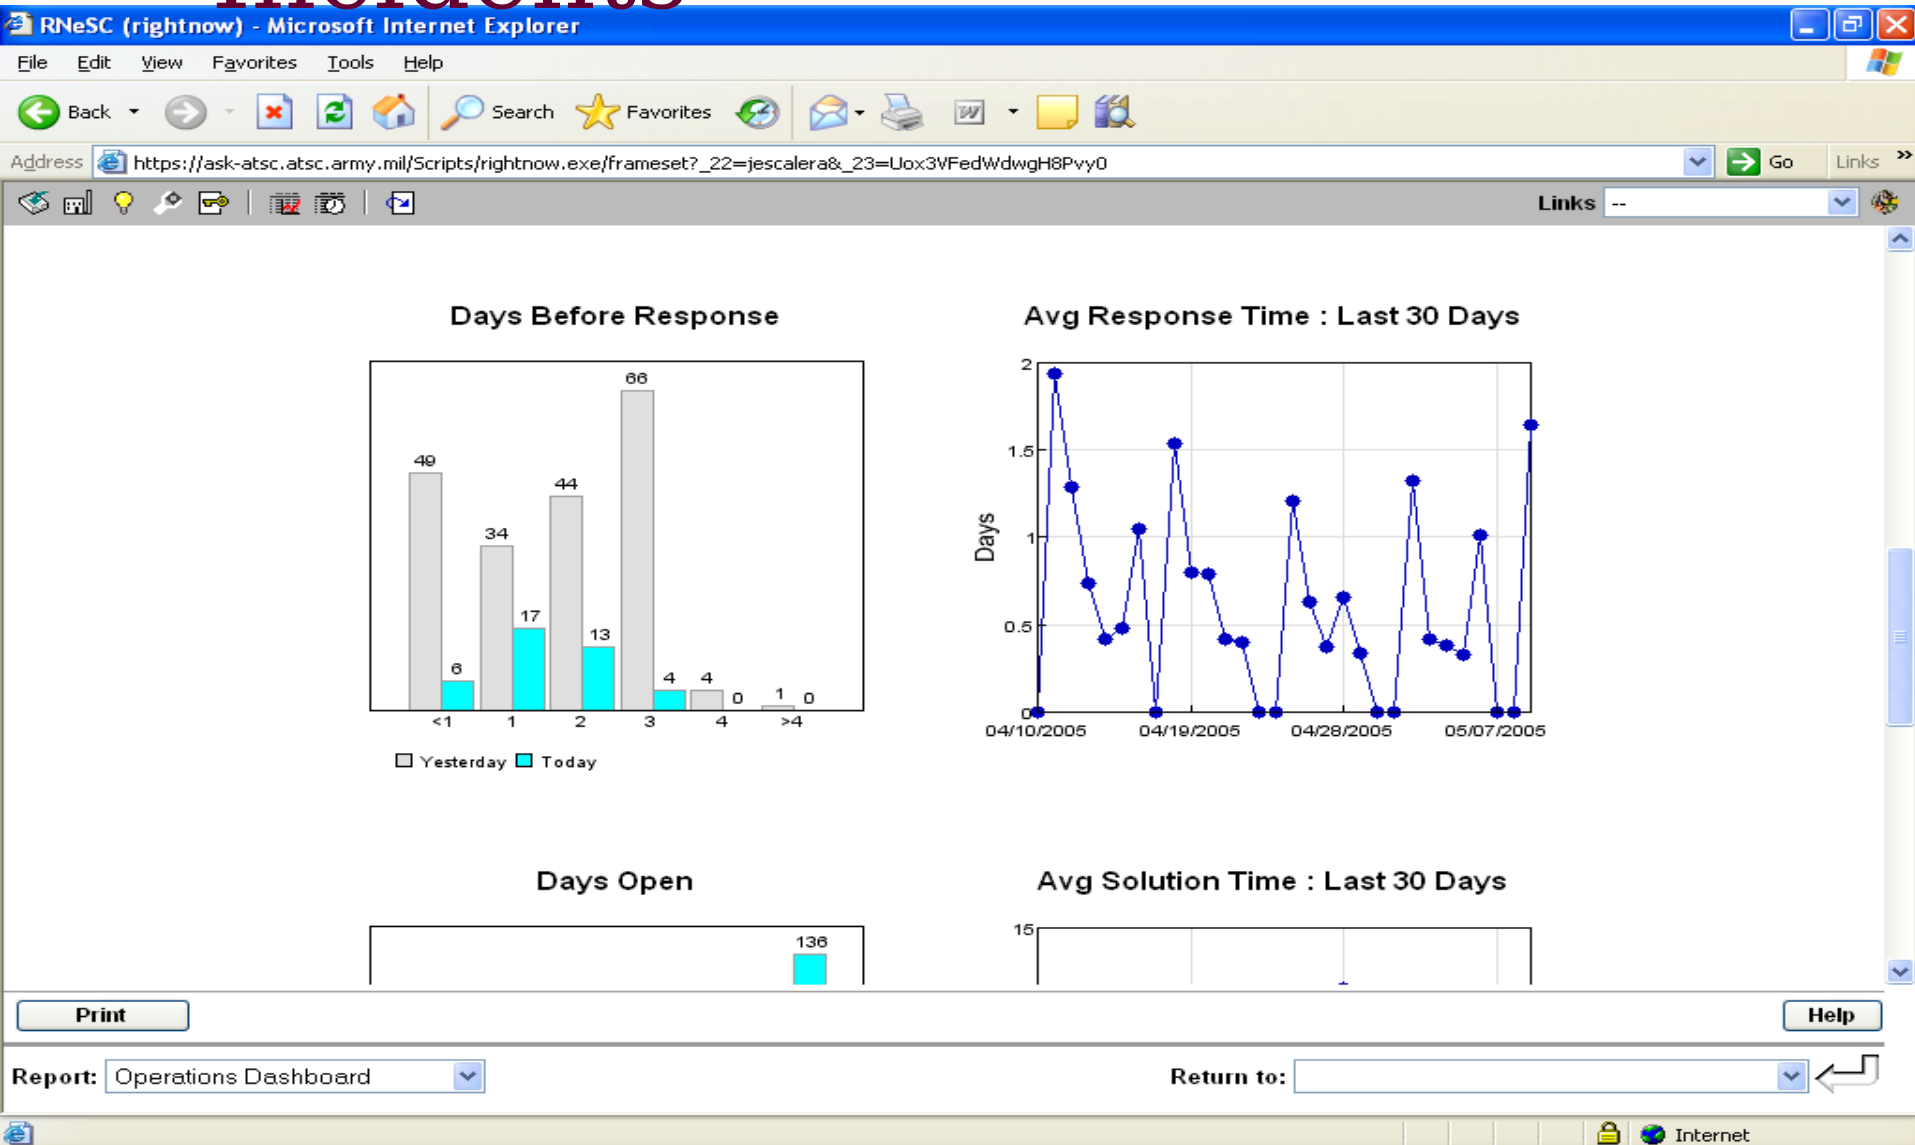 Incidents
RNeSC (rightnow) - Microsoft Internet Explorer
File Edit View Favorites Tools Help
Back Search Favorites
Address https://ask-atsc.atsc.army.mil/Scripts/rightnow.exe/frameset?_22=jescalera&_23=Uox3VFedWdwgH8Pvy0 Go Links »
Links --
Days Before Response
66
49
44
34
17
13
6
4 4
0 1 0
<1 1 2 3 4 >4
Yesterday Today
Avg Response Time : Last 30 Days
2
1.5
1
0.5
0
Days
04/10/2005 04/19/2005 04/28/2005 05/07/2005
Days Open
136
Avg Solution Time : Last 30 Days
15
Print Help
Report: Operations Dashboard Return to:
Internet